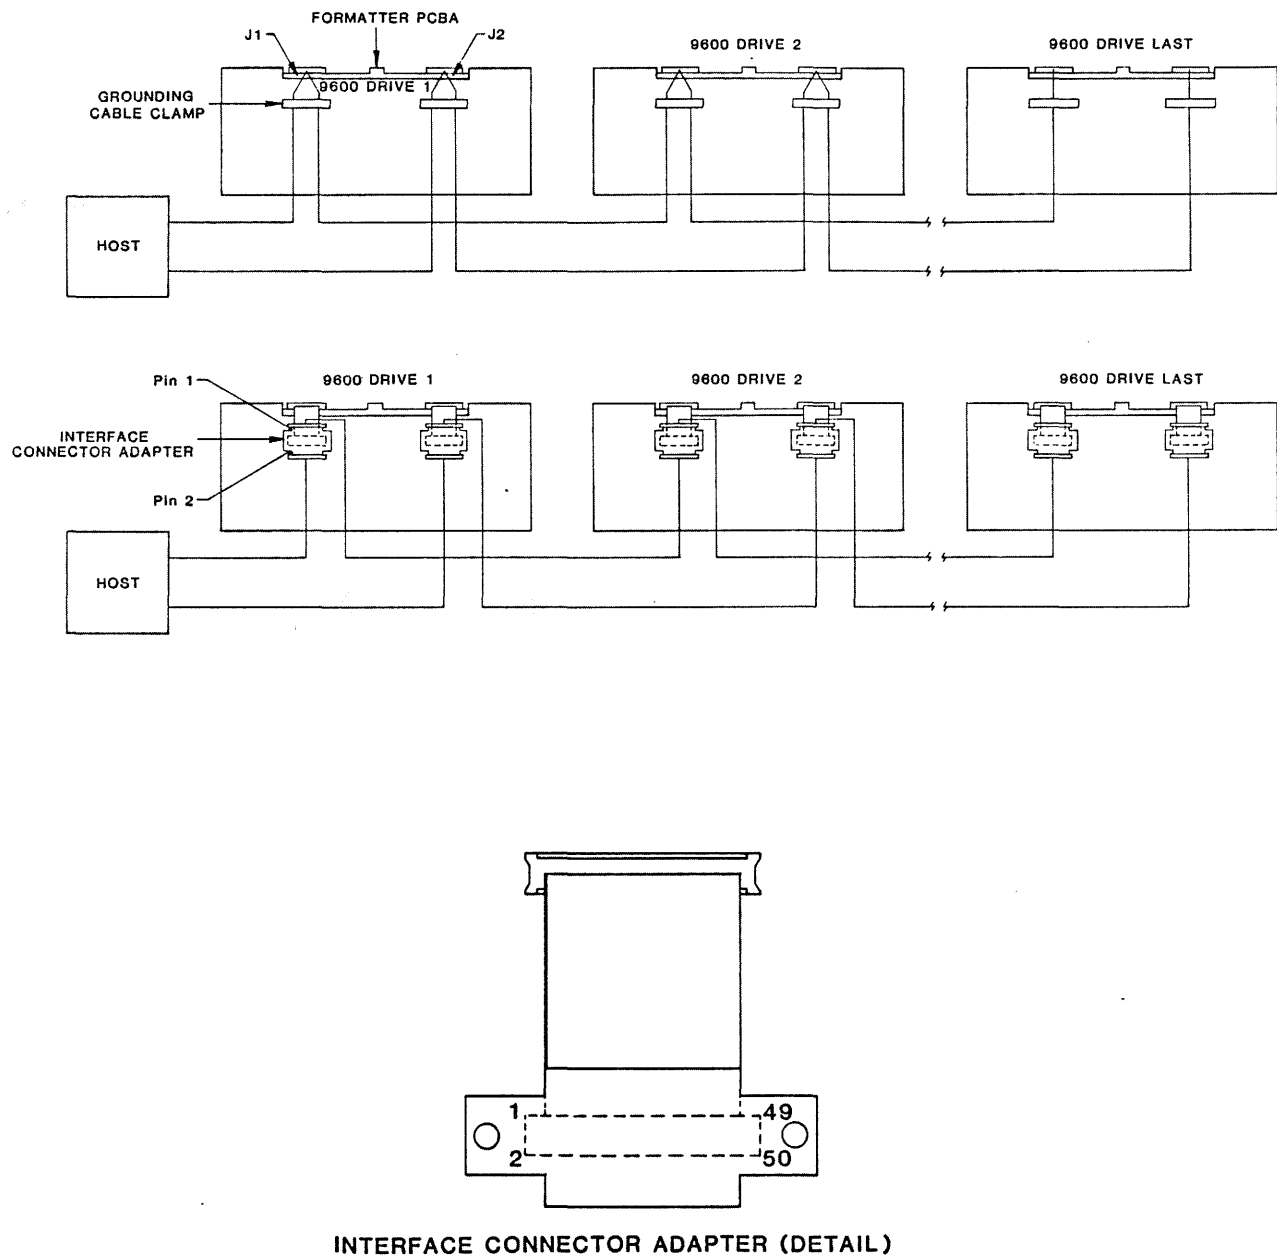 FORMATTER PCBA
J1
J2
9600 DRIVE 2
9600 DRIVE LAST
9600 DRIVE 1
GROUNDING
CABLE CLAMP
HOST
Pin 1
9600 DRIVE 1
9600 DRIVE 2
9600 DRIVE LAST
INTERFACE
CONNECTOR ADAPTER
Pin 2
HOST
1
49
2
50
INTERFACE CONNECTOR ADAPTER (DETAIL)